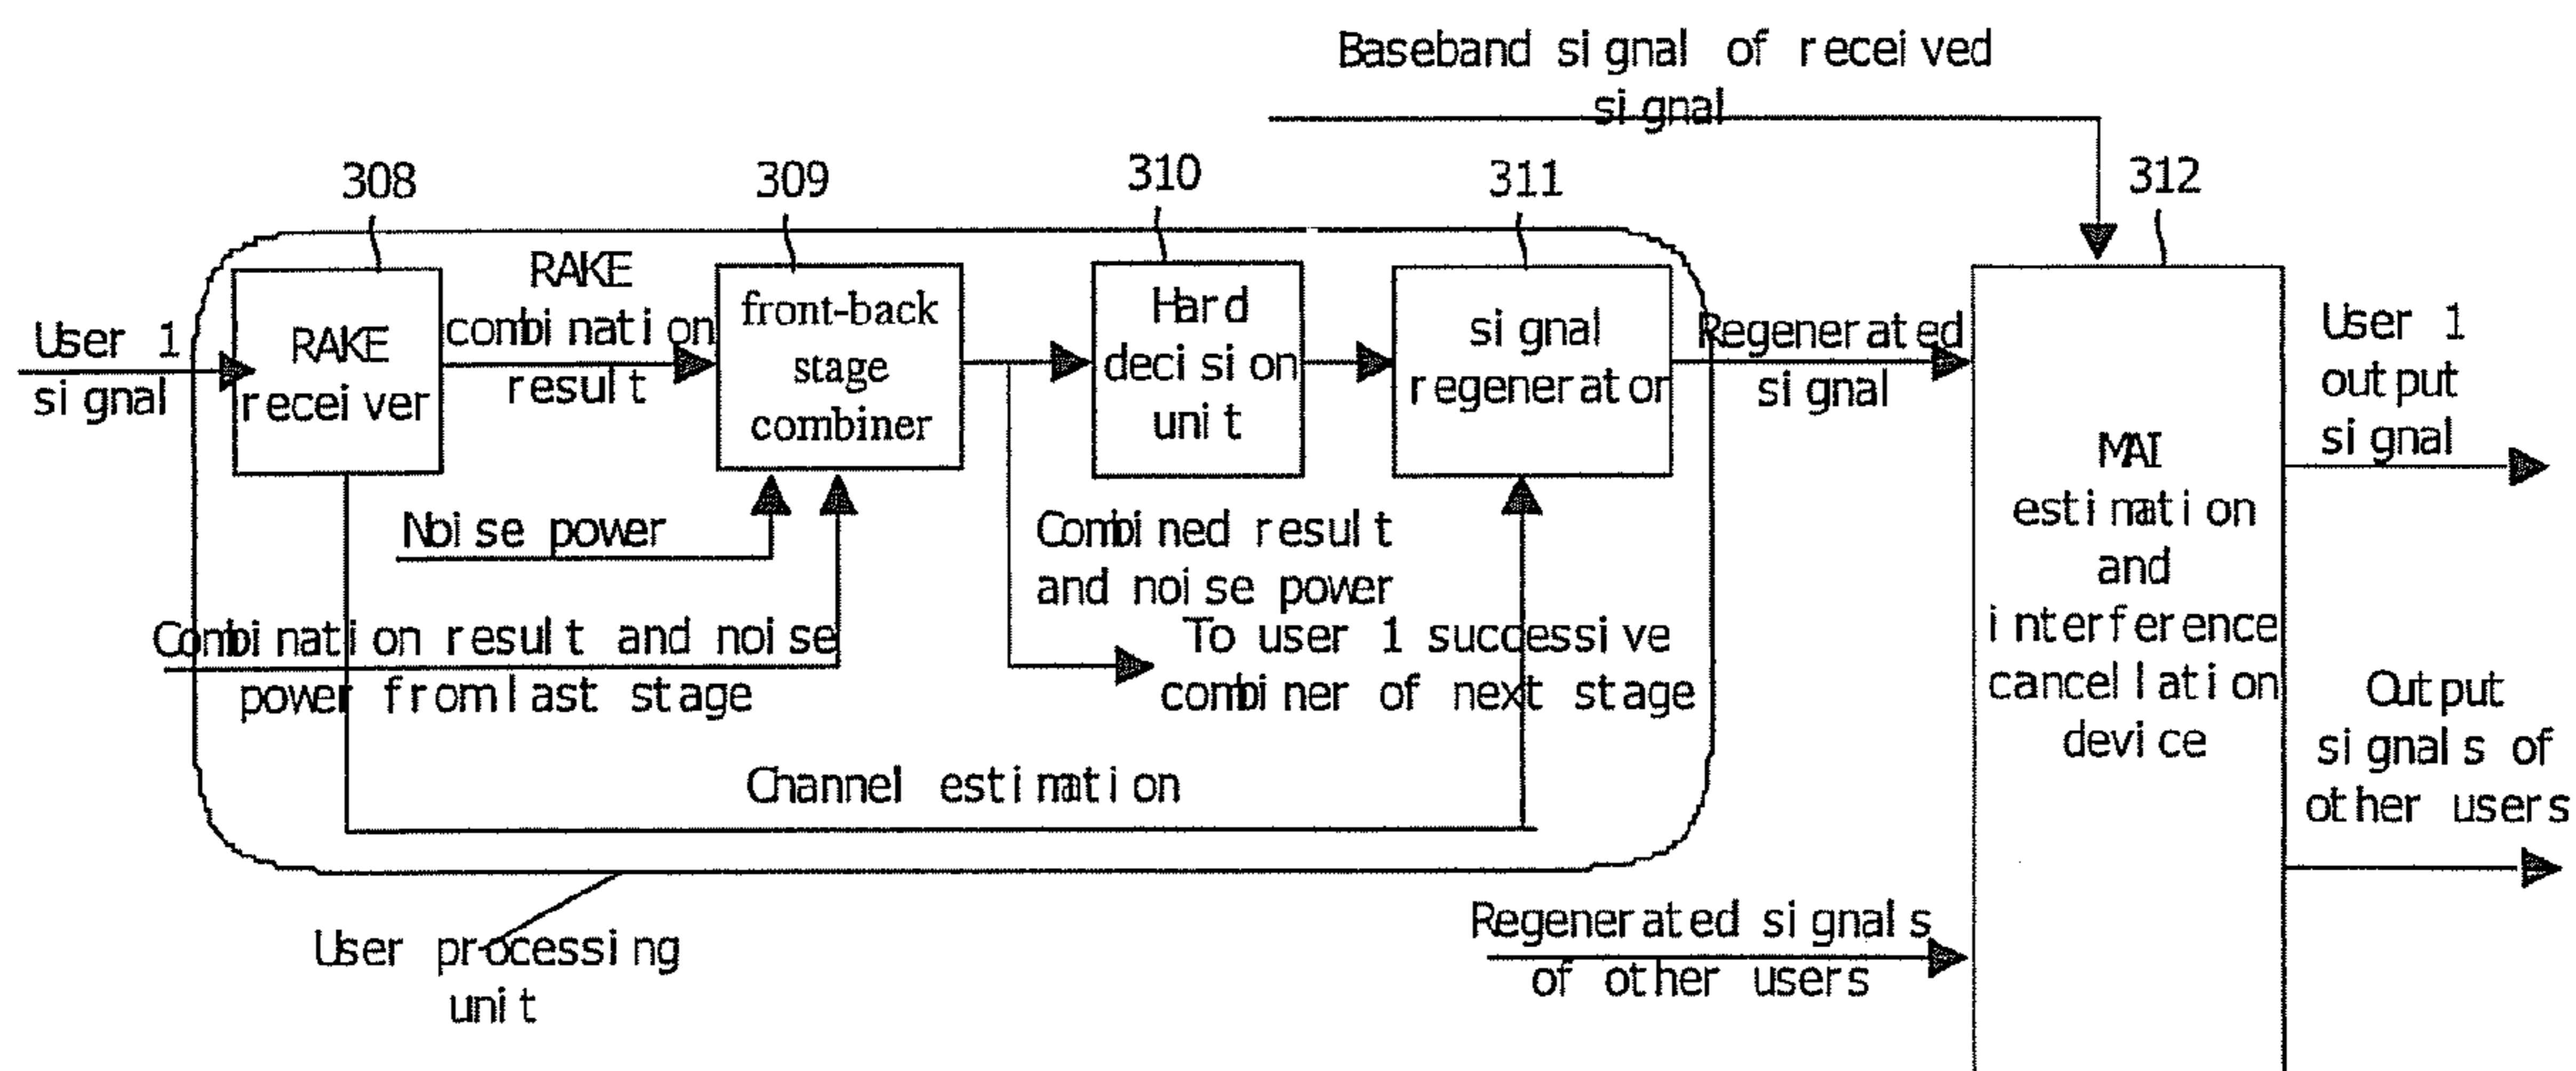 Baseband signal of received
signal
308
309
310
311
312
User 1
signal
RAKE
receiver
RAKE
combination
result
front-back
stage
combiner
Hard
decision
unit
signal
regenerator
Regenerated
signal
MAI
estimation
and
interference
cancellation
device
User 1
output
signal
Noise power
Combination result and noise
power from last stage
Combined result
and noise power
To user 1 successive
combiner of next stage
Channel estimation
Output
signals of
other users
Regenerated signals
of other users
User processing
unit